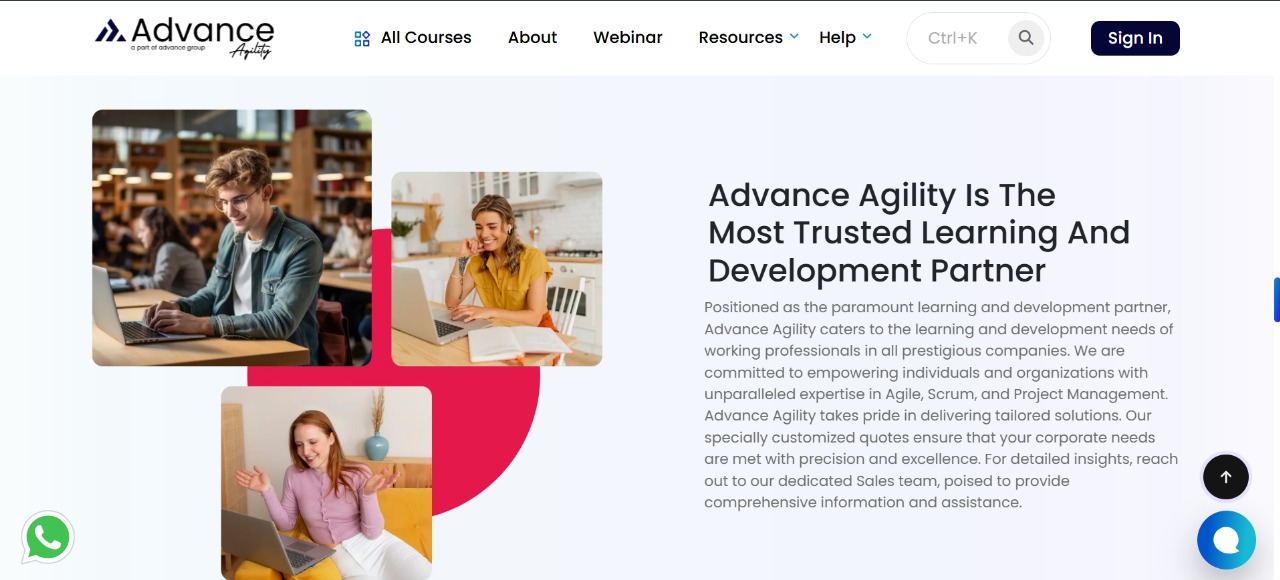 Advance
a part of advance group
Agility
All Courses
About
Webinar
Resources
Help
Ctrl+K
Sign In
Advance Agility Is The
Most Trusted Learning And
Development Partner
Positioned as the paramount learning and development partner,
Advance Agility caters to the learning and development needs of
working professionals in all prestigious companies. We are
committed to empowering individuals and organizations with
unparalleled expertise in Agile, Scrum, and Project Management.
Advance Agility takes pride in delivering tailored solutions. Our
specially customized quotes ensure that your corporate needs
are met with precision and excellence. For detailed insights, reach
out to our dedicated Sales team, poised to provide
comprehensive information and assistance.